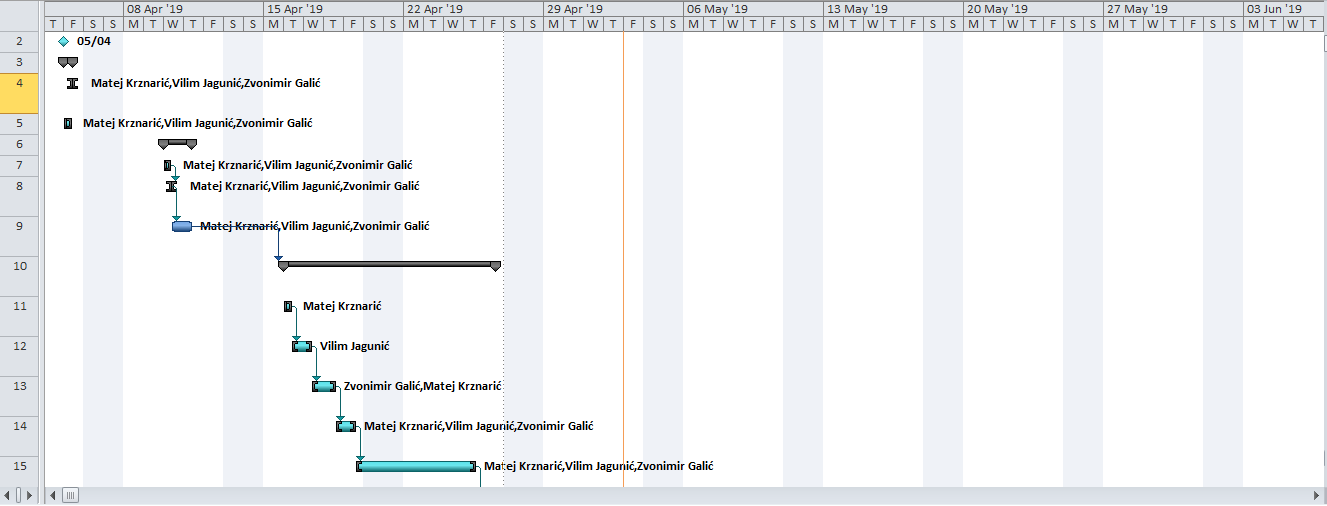 08 Apr '19 15 Apr '19 22 Apr '19 29 Apr '19 06 May '19 13 May '19 20 May '19 27 May '19 03 Jun '19
T F S S M T W T F S S M T W T F S S M T W T F S S M T W T F S S M T W T F S S M T W T F S S M T W T F S S M T W T F S S M T W T
2 05/04
3
4 Matej Krznarić,Vilim Jagunić,Zvonimir Galić
5 Matej Krznarić,Vilim Jagunić,Zvonimir Galić
6
7 Matej Krznarić,Vilim Jagunić,Zvonimir Galić
8 Matej Krznarić,Vilim Jagunić,Zvonimir Galić
9 Matej Krznarić,Vilim Jagunić,Zvonimir Galić
10
11 Matej Krznarić
12 Vilim Jagunić
13 Zvonimir Galić,Matej Krznarić
14 Matej Krznarić,Vilim Jagunić,Zvonimir Galić
15 Matej Krznarić,Vilim Jagunić,Zvonimir Galić